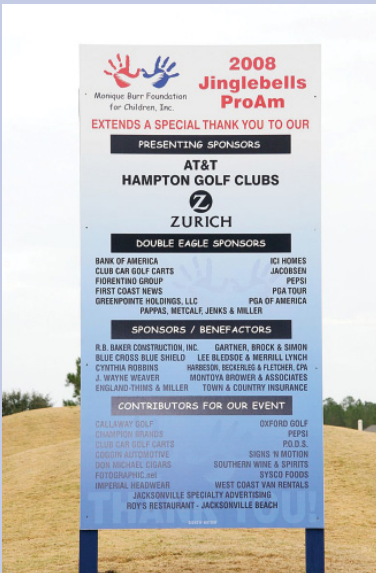 2008
Jinglebells
ProAm
Monique Burr Foundation
for Children, Inc.
EXTENDS A SPECIAL THANK YOU TO OUR
PRESENTING SPONSORS
AT&T
HAMPTON GOLF CLUBS
Z
ZURICH
DOUBLE EAGLE SPONSORS
BANK OF AMERICA ICI HOMES
CLUB CAR GOLF CARTS JACOBSEN
FIORENTINO GROUP PEPSI
FIRST COAST NEWS PGA TOUR
GREENPOINTE HOLDINGS, LLC PGA OF AMERICA
PAPPAS, METCALF, JENKS & MILLER
SPONSORS / BENEFACTORS
R.B. BAKER CONSTRUCTION, INC. GARTNER, BROCK & SIMON
BLUE CROSS BLUE SHIELD LEE BLEDSOE & MERRILL LYNCH
CYNTHIA ROBBINS HARBESON, BECKERLEG & FLETCHER, CPA
J. WAYNE WEAVER MONTOYA BROWER & ASSOCIATES
ENGLAND-THIMS & MILLER TOWN & COUNTRY INSURANCE
CONTRIBUTORS FOR OUR EVENT
CALLAWAY GOLF OXFORD GOLF
CHAMPION BRANDS PEPSI
CLUB CAR GOLF CARTS P.O.D.S.
COGGIN AUTOMOTIVE SIGNS 'N MOTION
DON MICHAEL CIGARS SOUTHERN WINE & SPIRITS
FOTOGRAPHIC.net SYSCO FOODS
IMPERIAL HEADWEAR WEST COAST VAN RENTALS
JACKSONVILLE SPECIALTY ADVERTISING
ROY'S RESTAURANT - JACKSONVILLE BEACH
THANK YOU!